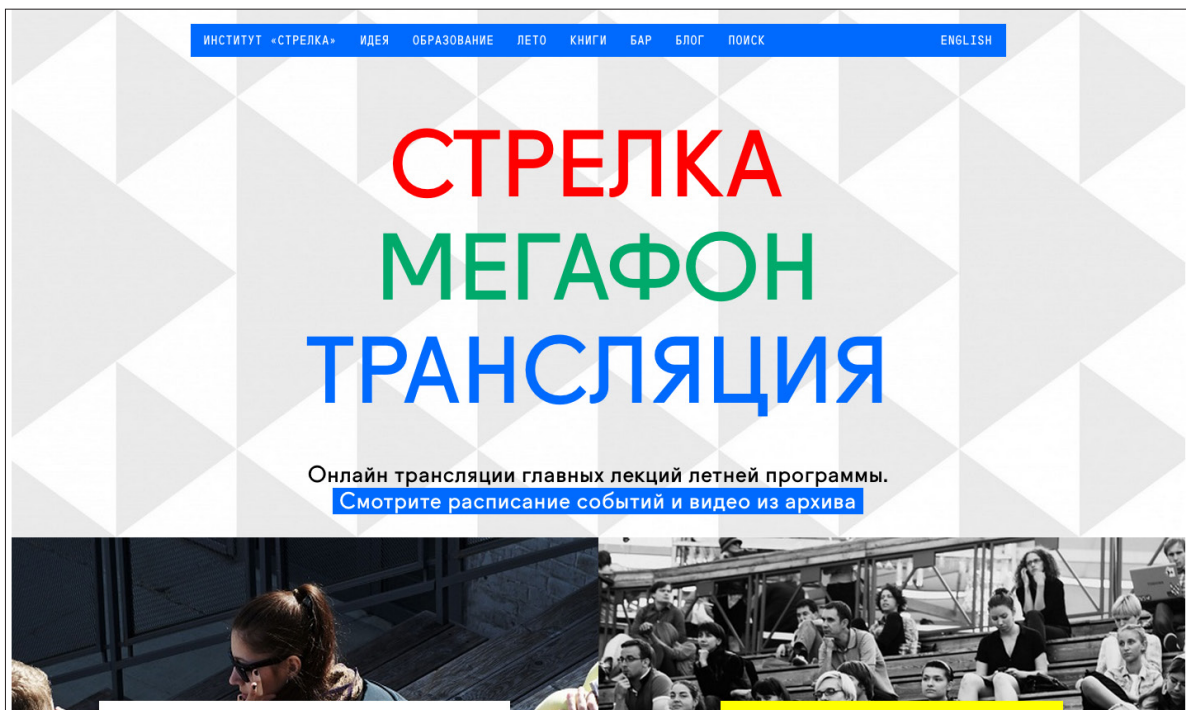 ИНСТИТУТ «СТРЕЛКА» ИДЕЯ ОБРАЗОВАНИЕ ЛЕТО КНИГИ БАР БЛОГ ПОИСК ENGLISH
СТРЕЛКА
МЕГАФОН
ТРАНСЛЯЦИЯ
Онлайн трансляции главных лекций летней программы.
Смотрите расписание событий и видео из архива